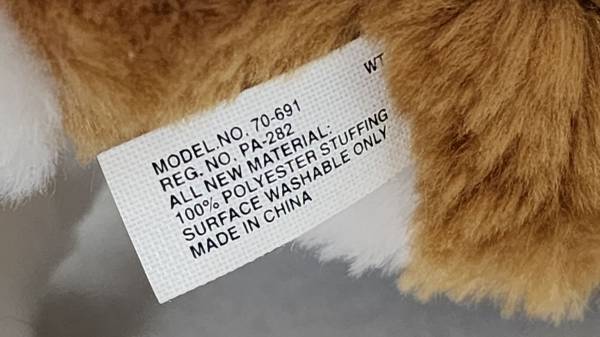 WT
MODEL.NO. 70-691
REG. NO. PA-282
ALL NEW MATERIAL:
100% POLYESTER STUFFING
SURFACE WASHABLE ONLY
MADE IN CHINA